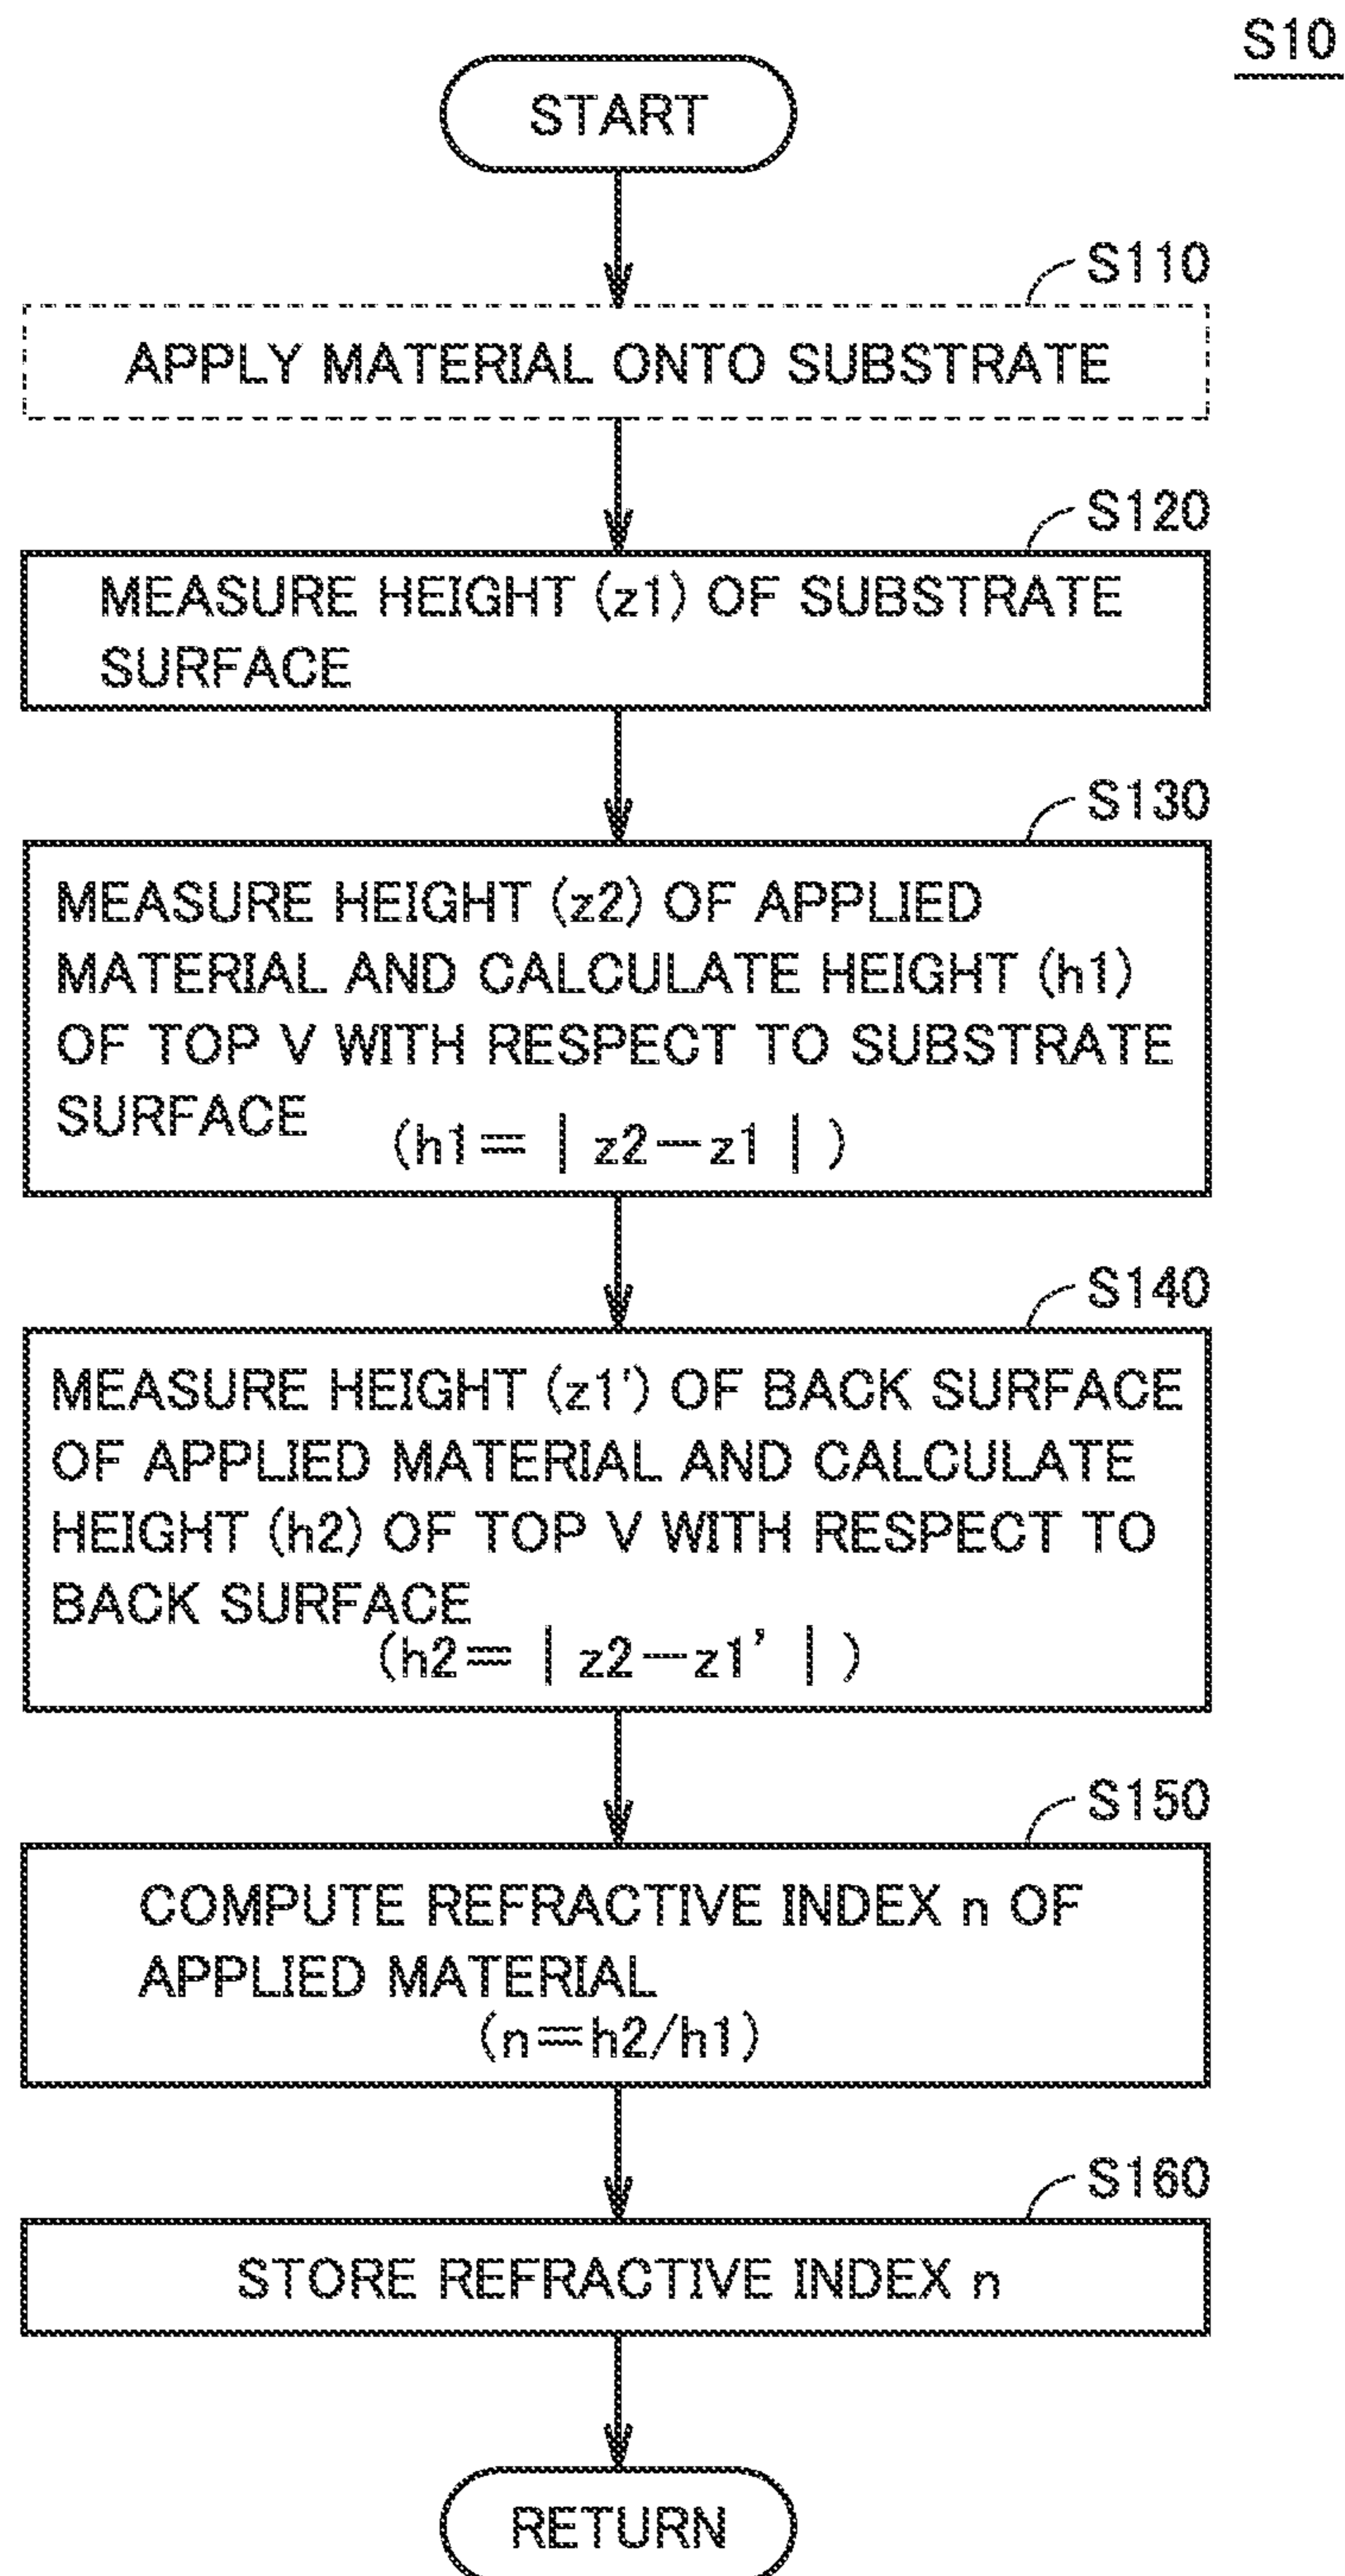 S10
START
S110
APPLY MATERIAL ONTO SUBSTRATE
S120
MEASURE HEIGHT (z1) OF SUBSTRATE
SURFACE
S130
MEASURE HEIGHT (z2) OF APPLIED
MATERIAL AND CALCULATE HEIGHT (h1)
OF TOP V WITH RESPECT TO SUBSTRATE
SURFACE
(h1=|z2-z1|)
S140
MEASURE HEIGHT (z1') OF BACK SURFACE
OF APPLIED MATERIAL AND CALCULATE
HEIGHT (h2) OF TOP V WITH RESPECT TO
BACK SURFACE
(h2=|z2-z1'|)
S150
COMPUTE REFRACTIVE INDEX n OF
APPLIED MATERIAL
(n=h2/h1)
S160
STORE REFRACTIVE INDEX n
RETURN